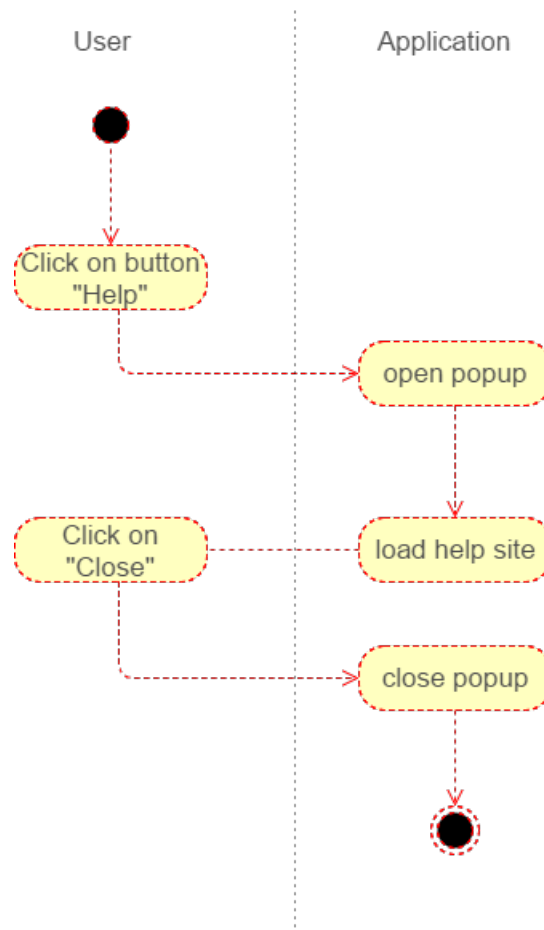 User
Application
Click on button
"Help"
open popup
Click on
"Close"
load help site
close popup